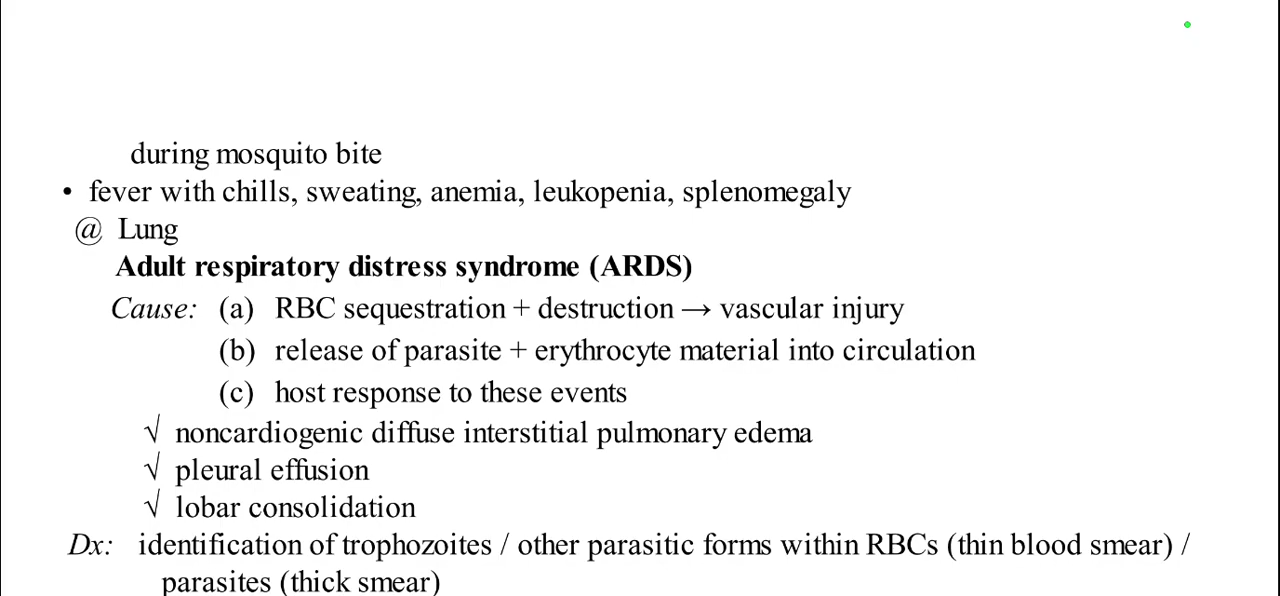 during mosquito bite
• fever with chills, sweating, anemia, leukopenia, splenomegaly
@ Lung
Adult respiratory distress syndrome (ARDS)
Cause: (a) RBC sequestration + destruction → vascular injury
(b) release of parasite + erythrocyte material into circulation
(c) host response to these events
√ noncardiogenic diffuse interstitial pulmonary edema
√ pleural effusion
√ lobar consolidation
Dx: identification of trophozoites / other parasitic forms within RBCs (thin blood smear) /
parasites (thick smear)